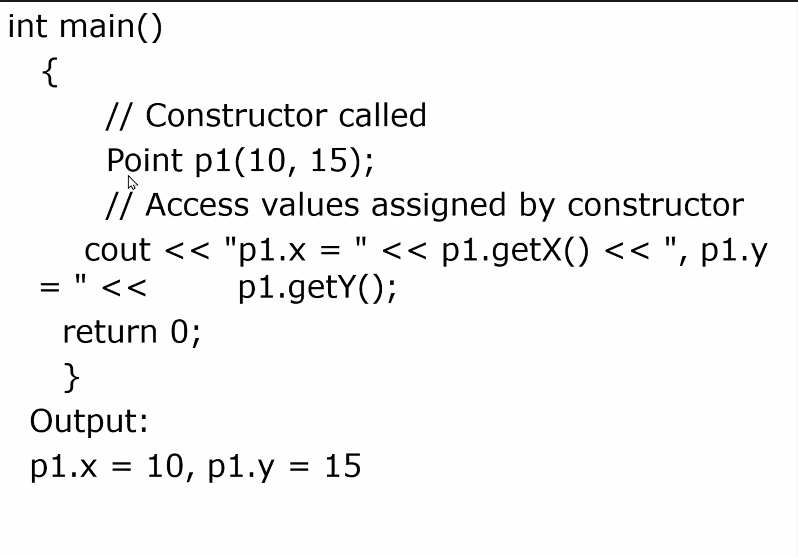 int main()
{
// Constructor called
Point p1(10, 15);
// Access values assigned by constructor
cout << "p1.x = " << p1.getX() << ", p1.y
= " << p1.getY();
return 0;
}
Output:
p1.x = 10, p1.y = 15